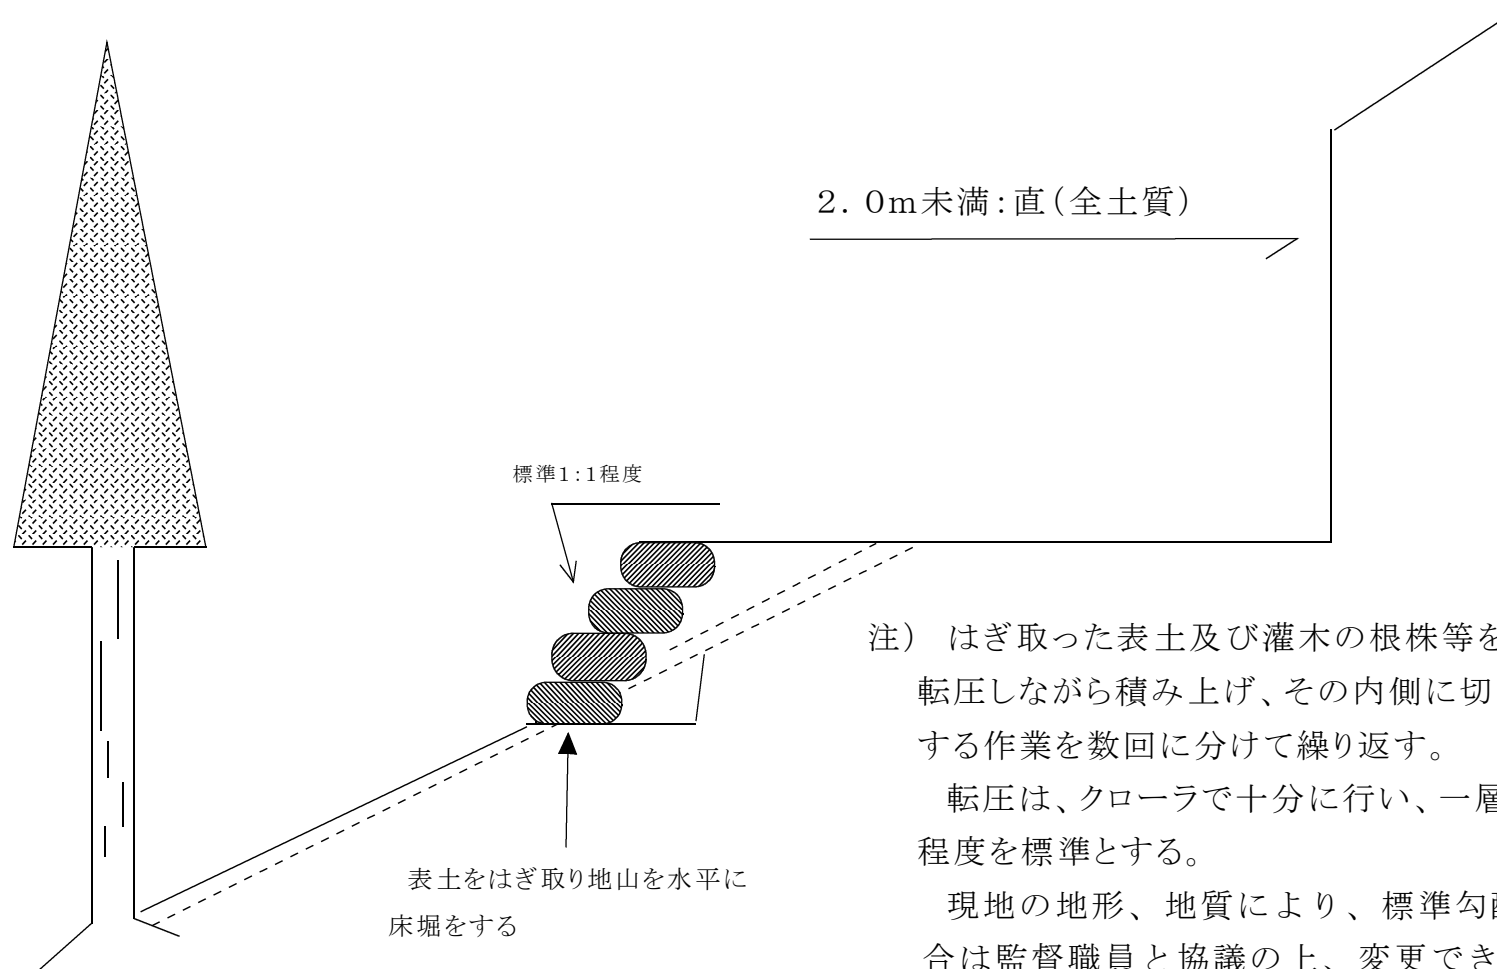 2.0m未満:直(全土質)
標準1:1程度
注) はぎ取った表土及び灌木の根株等を
転圧しながら積み上げ、その内側に切
する作業を数回に分けて繰り返す。
転圧は、クローラで十分に行い、一層
程度を標準とする。
現地の地形、地質により、標準勾配
合は監督職員と協議の上、変更でき
表土をはぎ取り地山を水平に
床堀をする